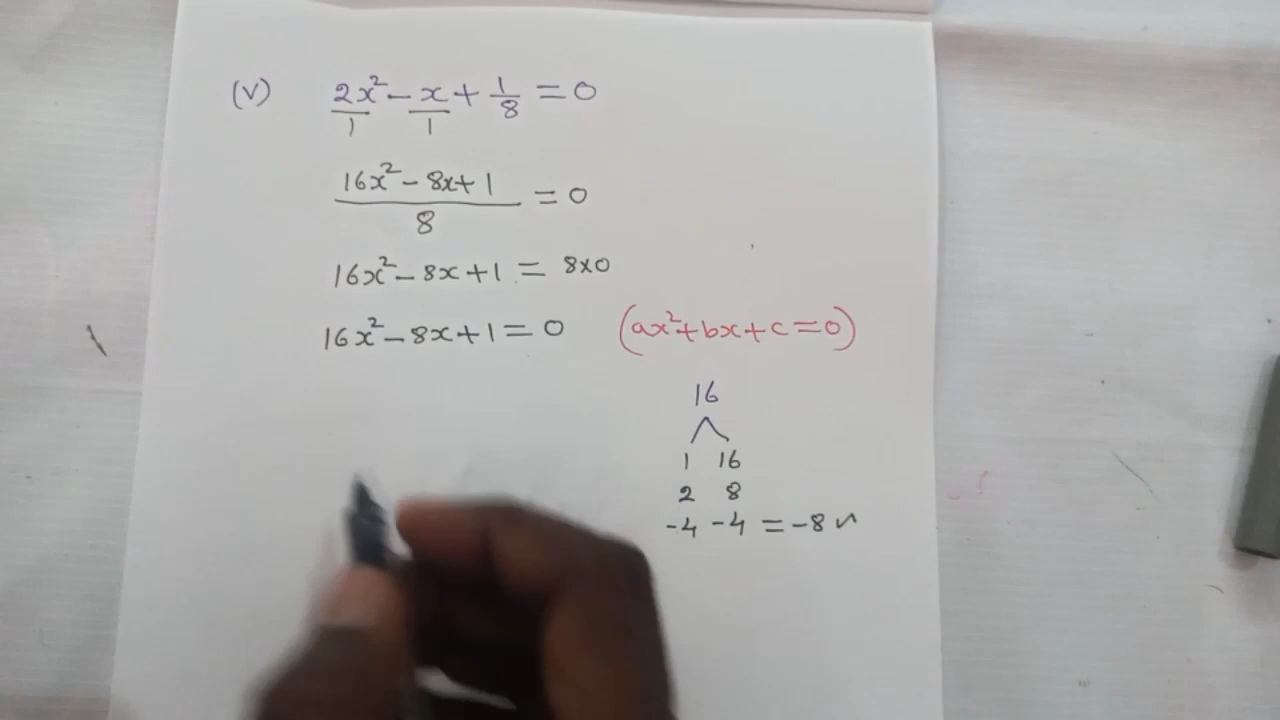 (V) 2x²/1 - x/1 + 1/8 = 0
16x² - 8x + 1 / 8 = 0
16x² - 8x + 1 = 8x0
16x² - 8x + 1 = 0 (ax² + bx + c = 0)
16
1 16
2 8
-4 -4 = -8 ✓